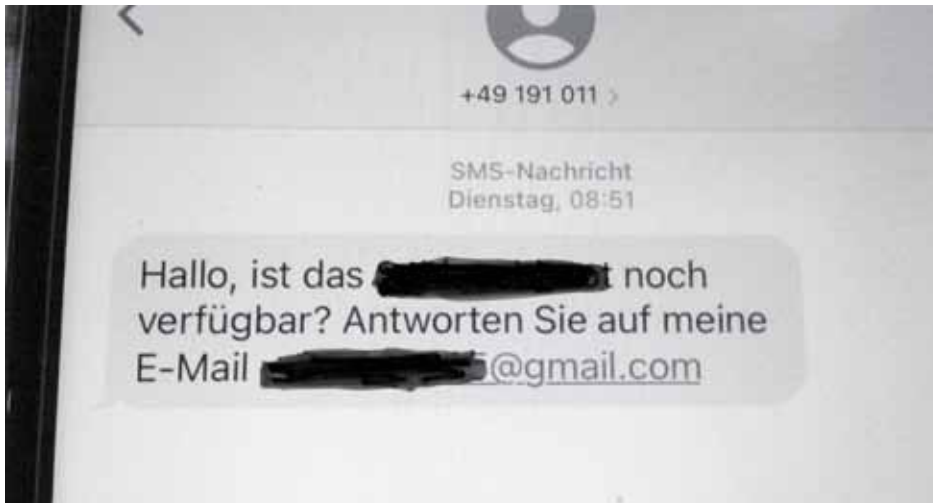 +49 191 011 >
SMS-Nachricht
Dienstag, 08:51
Hallo, ist das noch
verfügbar? Antworten Sie auf meine
E-Mail @gmail.com